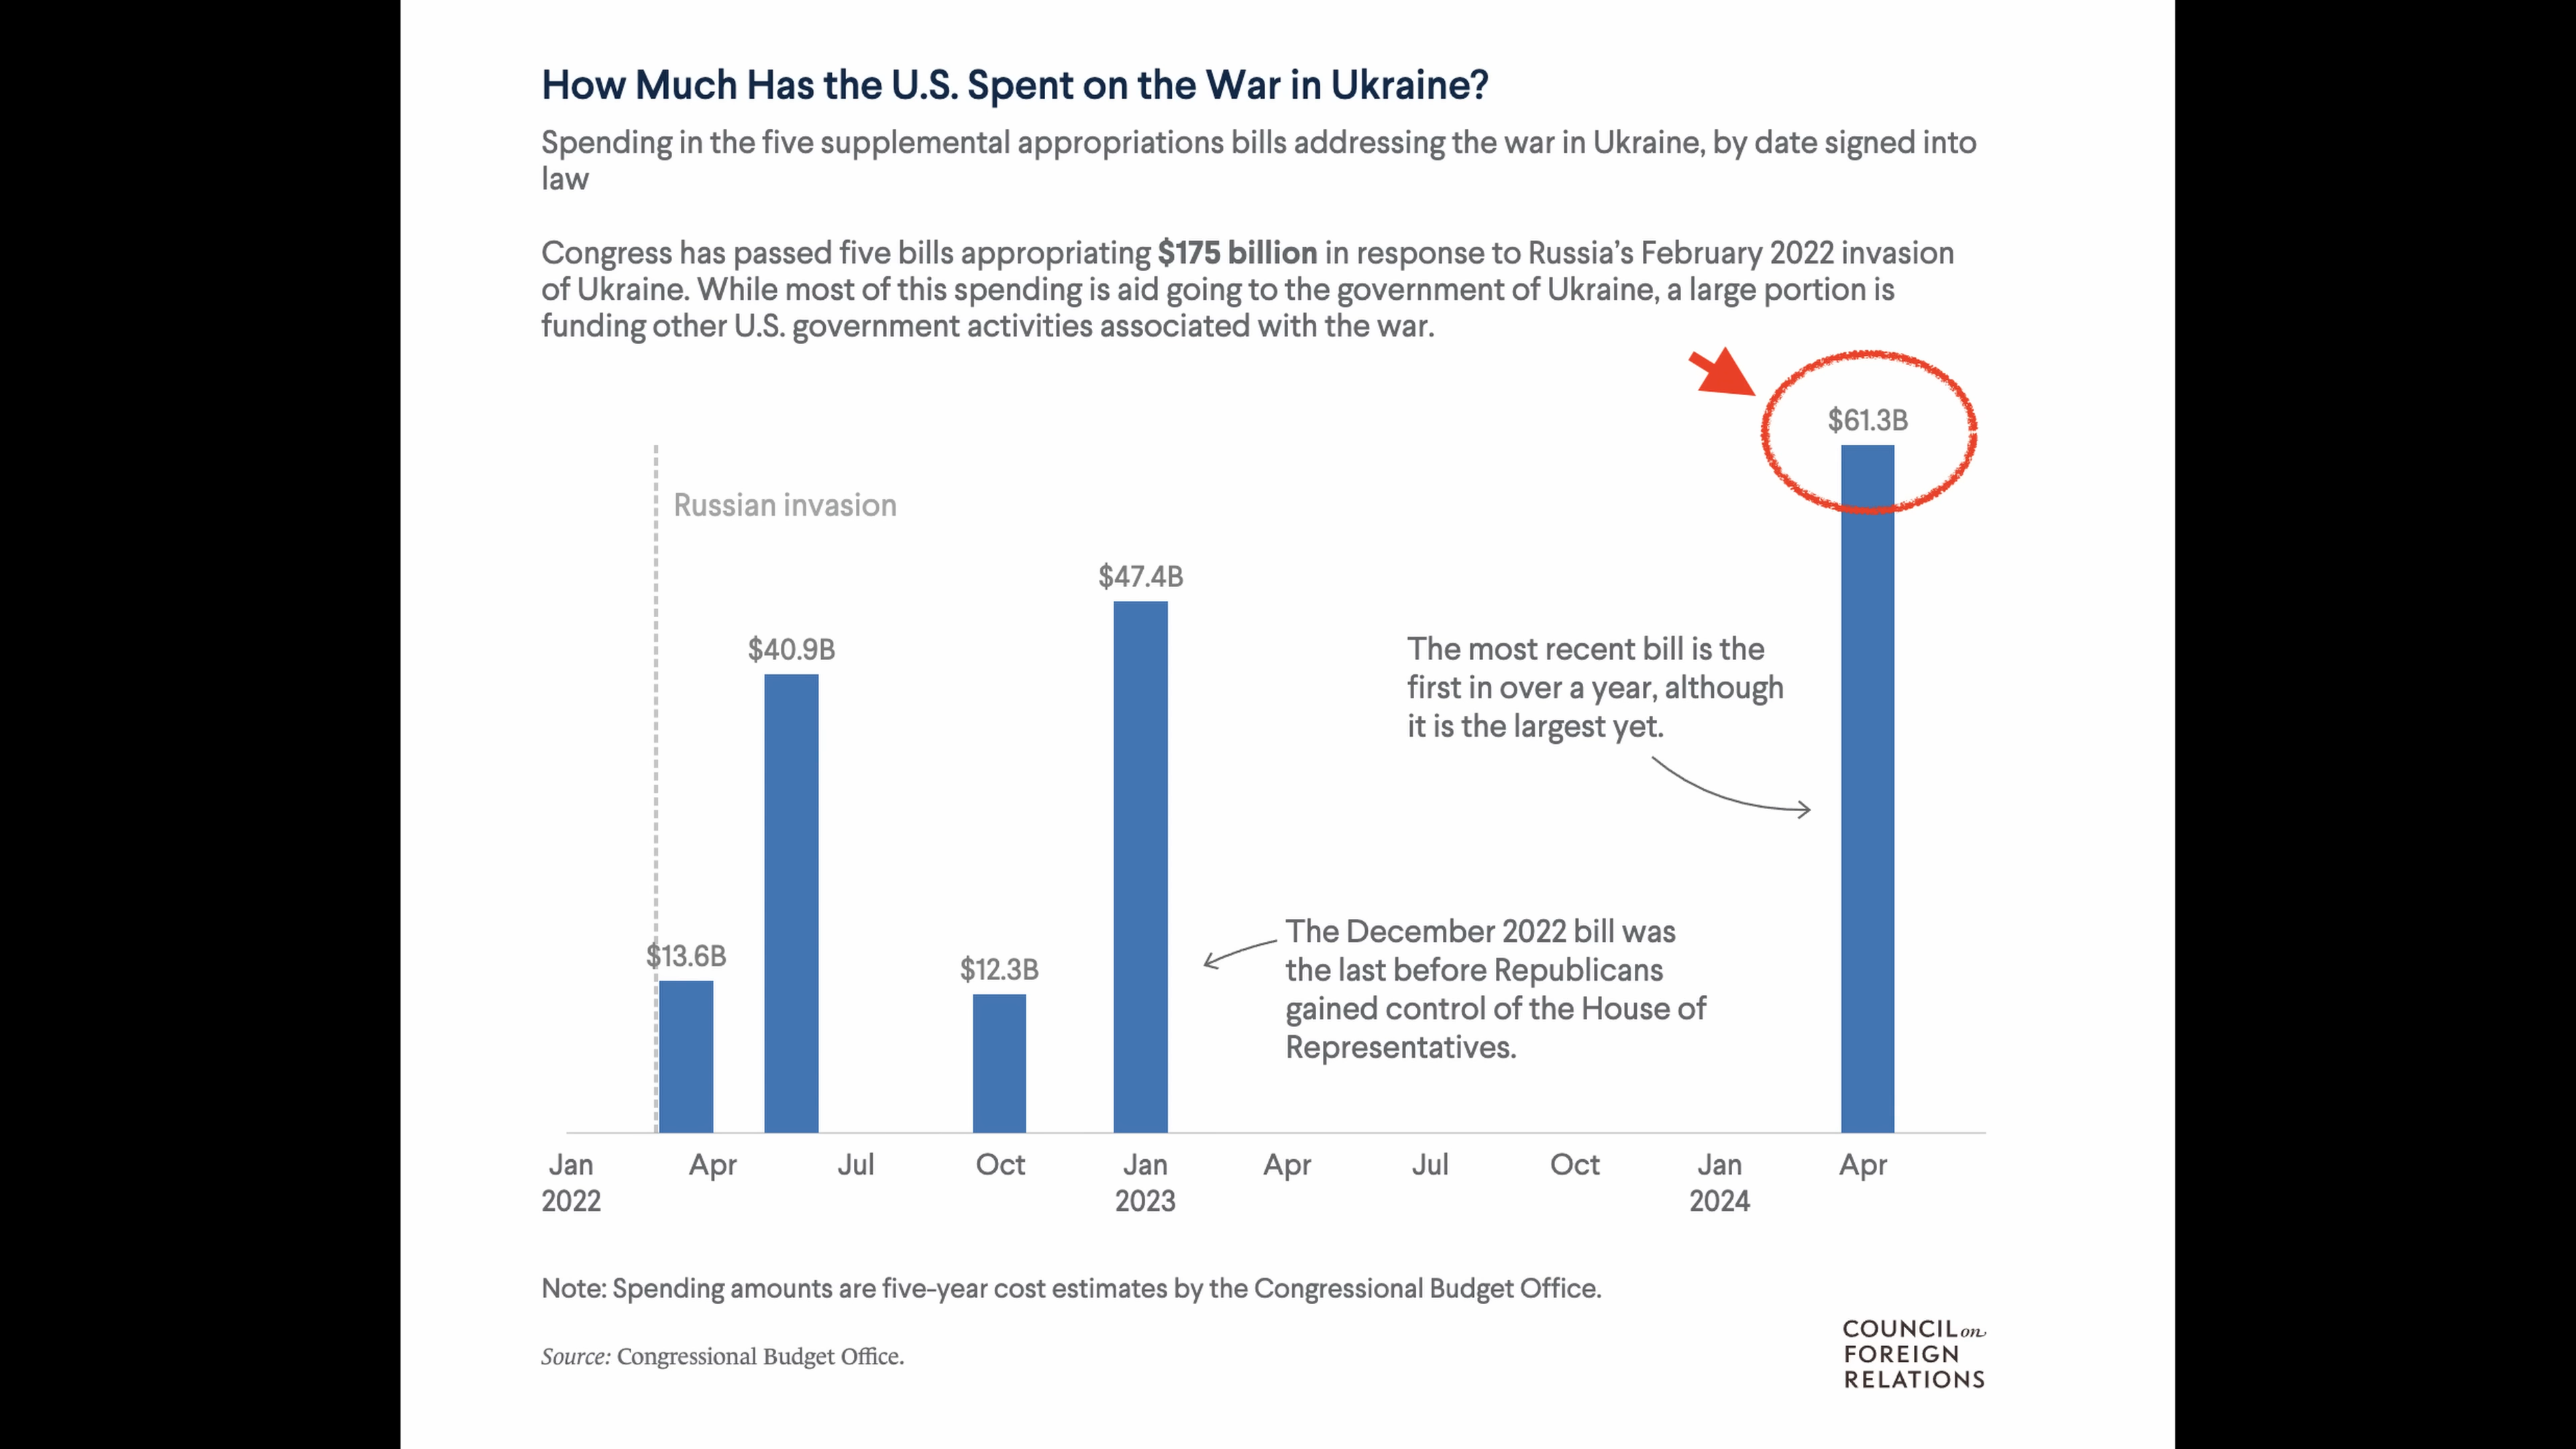 How Much Has the U.S. Spent on the War in Ukraine?
Spending in the five supplemental appropriations bills addressing the war in Ukraine, by date signed into
law
Congress has passed five bills appropriating $175 billion in response to Russia’s February 2022 invasion
of Ukraine. While most of this spending is aid going to the government of Ukraine, a large portion is
funding other U.S. government activities associated with the war.
$61.3B
Russian invasion
$47.4B
$40.9B
The most recent bill is the
first in over a year, although
it is the largest yet.
$13.6B
$12.3B
The December 2022 bill was
the last before Republicans
gained control of the House of
Representatives.
Jan Apr Jul Oct Jan Apr Jul Oct Jan Apr
2022 2023 2024
Note: Spending amounts are five-year cost estimates by the Congressional Budget Office.
Source: Congressional Budget Office.
COUNCIL on
FOREIGN
RELATIONS